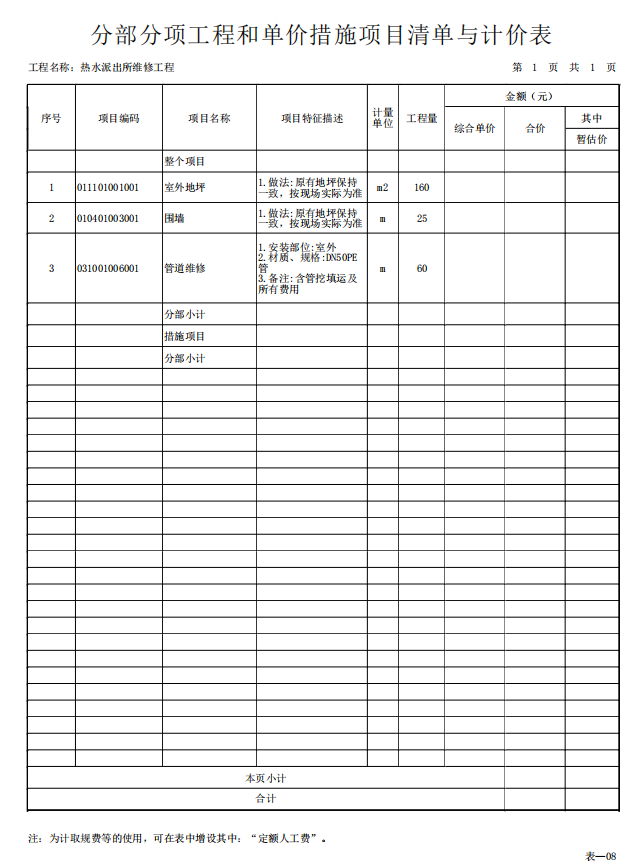 分部分项工程和单价措施项目清单与计价表
工程名称：热水派出所维修工程 第 1 页 共 1 页
序号 项目编码 项目名称 项目特征描述 计量单位 工程量 金额（元）
综合单价 合价 其中
暂估价
整个项目
1 011101001001 室外地坪 1.做法:原有地坪保持
一致，按现场实际为准 m2 160
2 010401003001 围墙 1.做法:原有地坪保持
一致，按现场实际为准 m 25
3 031001006001 管道维修 1.安装部位:室外
2.材质、规格:DN50PE
管
3.备注:含管挖填运及
所有费用 m 60
分部小计
措施项目
分部小计
本页小计
合计
注：为计取规费等的使用，可在表中增设其中：“定额人工费”。
表—08